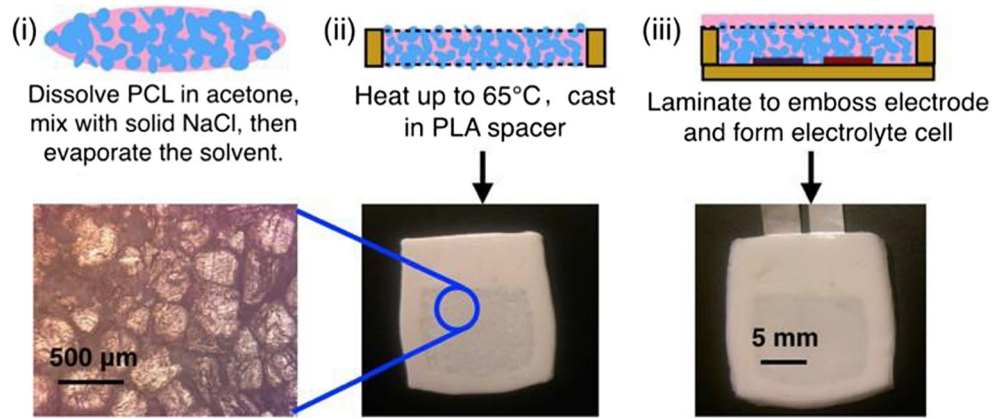 (i)
Dissolve PCL in acetone,
mix with solid NaCl, then
evaporate the solvent.
(ii)
Heat up to 65°C, cast
in PLA spacer
(iii)
Laminate to emboss electrode
and form electrolyte cell
500 µm
5 mm